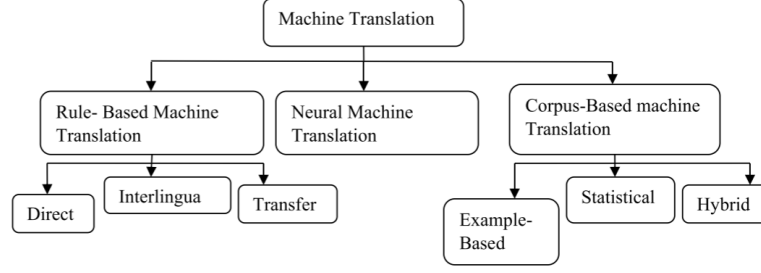 Machine Translation
Rule- Based Machine
Translation
Neural Machine
Translation
Corpus-Based machine
Translation
Direct
Interlingua
Transfer
Example-
Based
Statistical
Hybrid